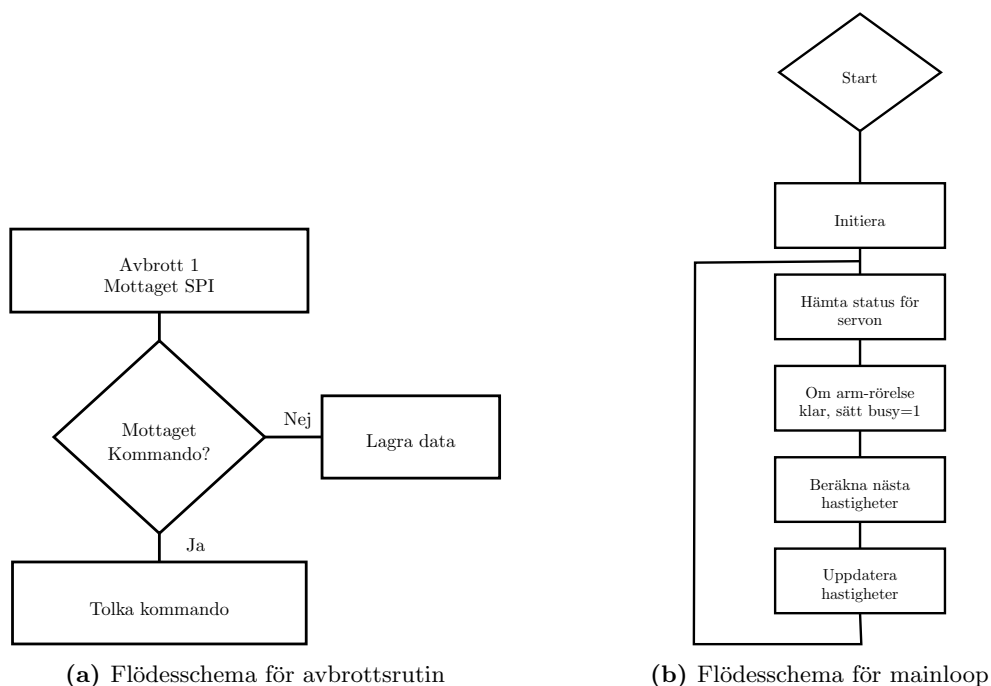 Avbrott 1
Mottaget SPI
Mottaget
Kommando?
Nej
Lagra data
Ja
Tolka kommando
(a) Flödesschema för avbrottsrutin
Start
Initiera
Hämta status för
servon
Om arm-rörelse
klar, sätt busy=1
Beräkna nästa
hastigheter
Uppdatera
hastigheter
(b) Flödesschema för mainloop